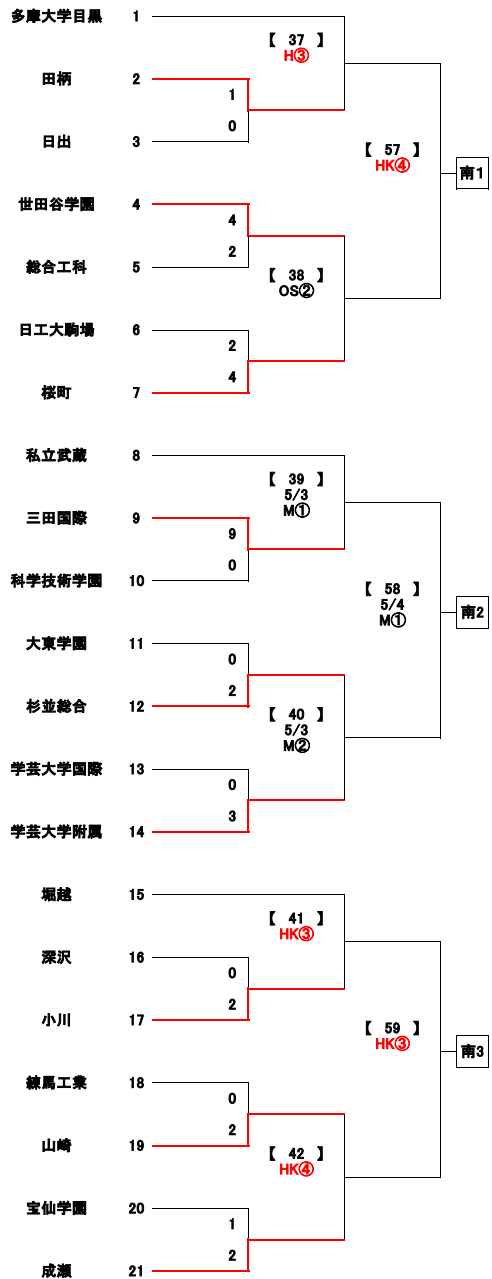 多摩大学目黒 1
【 37 】
H③
田柄 2
1
0
日出 3
【 57 】
HK④
南1
世田谷学園 4
4
2
総合工科 5
【 38 】
OS②
日工大駒場 6
2
4
桜町 7
私立武蔵 8
【 39 】
5/3
M①
三田国際 9
9
0
科学技術学園 10
【 58 】
5/4
M①
南2
大東学園 11
0
2
杉並総合 12
【 40 】
5/3
M②
学芸大学国際 13
0
3
学芸大学附属 14
堀越 15
【 41 】
HK③
深沢 16
0
2
小川 17
【 59 】
HK③
南3
練馬工業 18
0
2
山崎 19
【 42 】
HK④
宝仙学園 20
1
2
成瀬 21